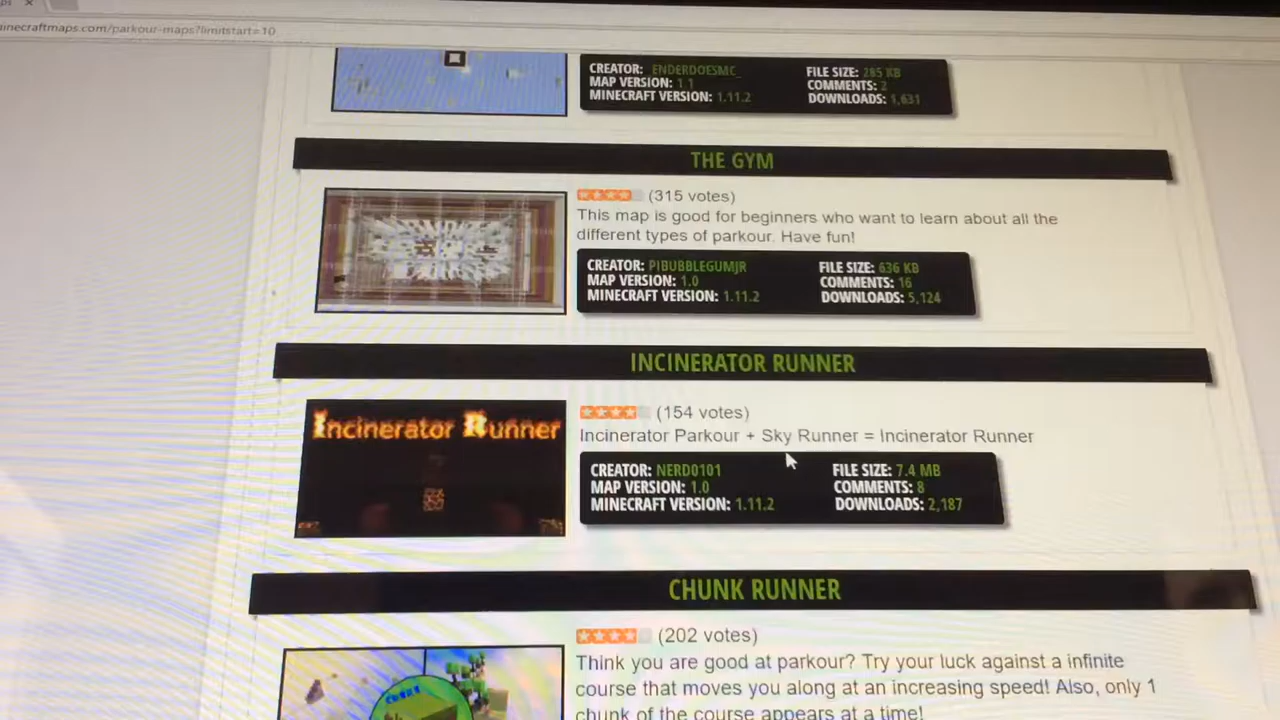 inecraftmaps.com/parkour-maps?limitstart=10
CREATOR: ENDERDOESMC_ FILE SIZE: 285 KB
MAP VERSION: 1.1 COMMENTS: 2
MINECRAFT VERSION: 1.11.2 DOWNLOADS: 1,631
THE GYM
(315 votes)
This map is good for beginners who want to learn about all the
different types of parkour. Have fun!
CREATOR: PIBUBBLEGUMJR FILE SIZE: 636 KB
MAP VERSION: 1.0 COMMENTS: 16
MINECRAFT VERSION: 1.11.2 DOWNLOADS: 5,124
INCINERATOR RUNNER
Incinerator Runner
(154 votes)
Incinerator Parkour + Sky Runner = Incinerator Runner
CREATOR: NERD0101 FILE SIZE: 7.4 MB
MAP VERSION: 1.0 COMMENTS: 8
MINECRAFT VERSION: 1.11.2 DOWNLOADS: 2,187
CHUNK RUNNER
(202 votes)
Think you are good at parkour? Try your luck against a infinite
course that moves you along at an increasing speed! Also, only 1
chunk of the course appears at a time!